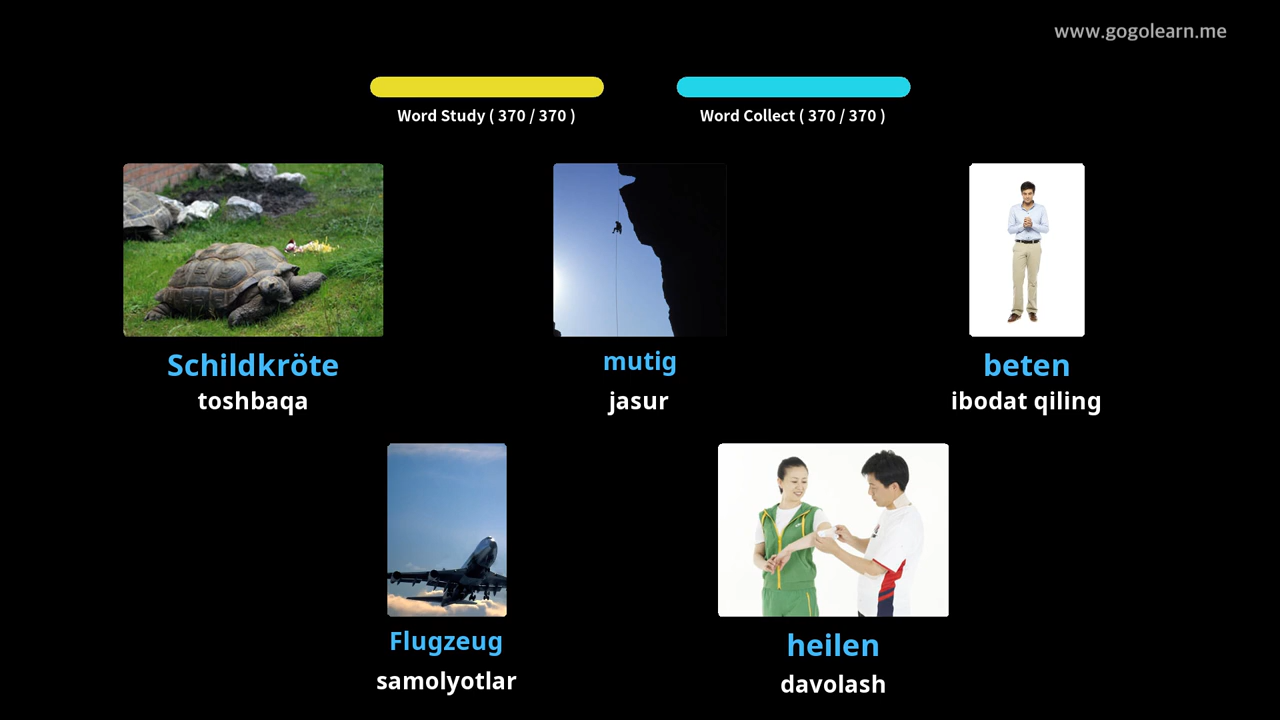 www.gogolearn.me
Word Study ( 370 / 370 )
Word Collect ( 370 / 370 )
Schildkröte
toshbaqa
mutig
jasur
beten
ibodat qiling
Flugzeug
samolyotlar
heilen
davolash